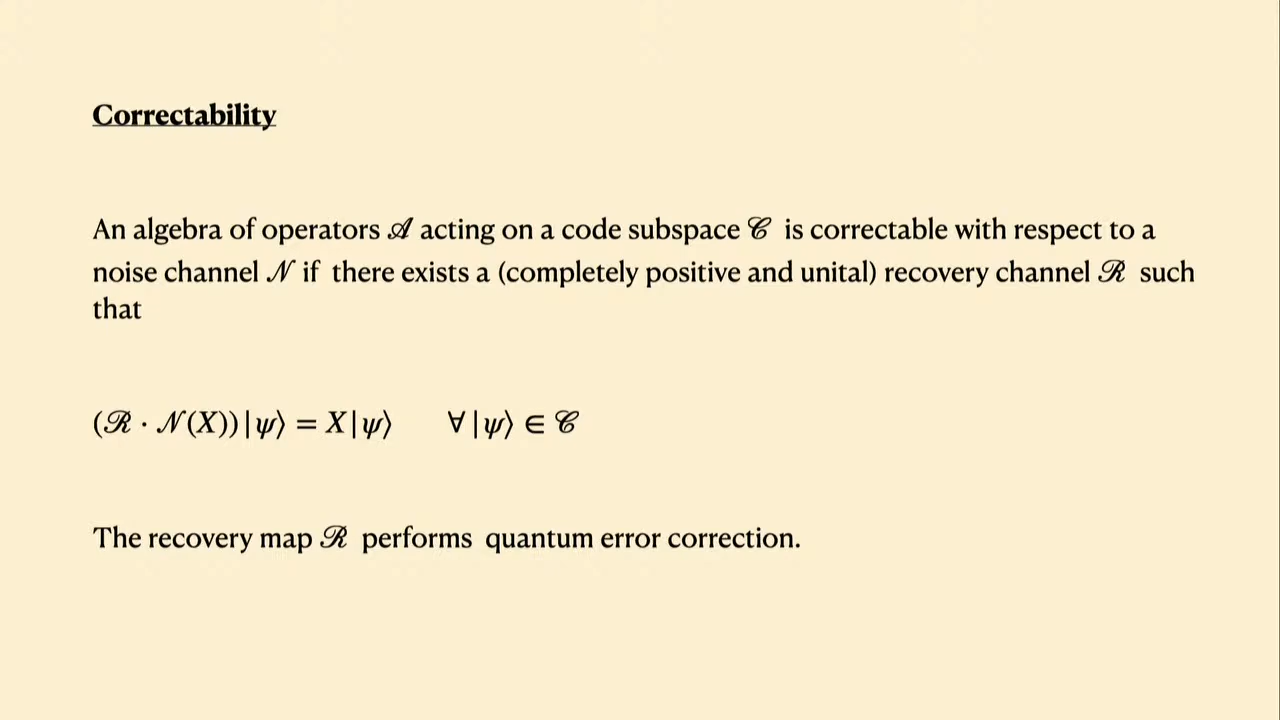 Correctability
An algebra of operators 𝒜 acting on a code subspace 𝒞 is correctable with respect to a
noise channel 𝒩 if there exists a (completely positive and unital) recovery channel ℛ such
that
(ℛ · 𝒩(X))|ψ⟩ = X|ψ⟩ ∀|ψ⟩ ∈ 𝒞
The recovery map ℛ performs quantum error correction.